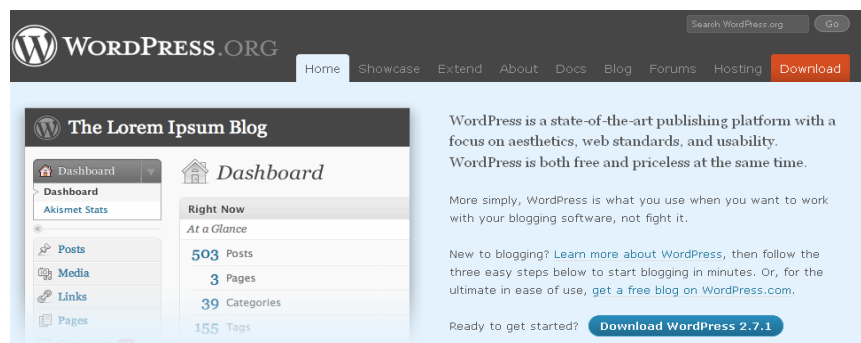 Search WordPress.org Go
WORDPRESS.ORG
Home Showcase Extend About Docs Blog Forums Hosting Download
The Lorem Ipsum Blog
Dashboard
Dashboard
Akismet Stats
Posts
Media
Links
Pages
Dashboard
Right Now
At a Glance
503 Posts
3 Pages
39 Categories
155 Tags
WordPress is a state-of-the-art publishing platform with a
focus on aesthetics, web standards, and usability.
WordPress is both free and priceless at the same time.
More simply, WordPress is what you use when you want to work
with your blogging software, not fight it.
New to blogging? Learn more about WordPress, then follow the
three easy steps below to start blogging in minutes. Or, for the
ultimate in ease of use, get a free blog on WordPress.com.
Ready to get started? Download WordPress 2.7.1